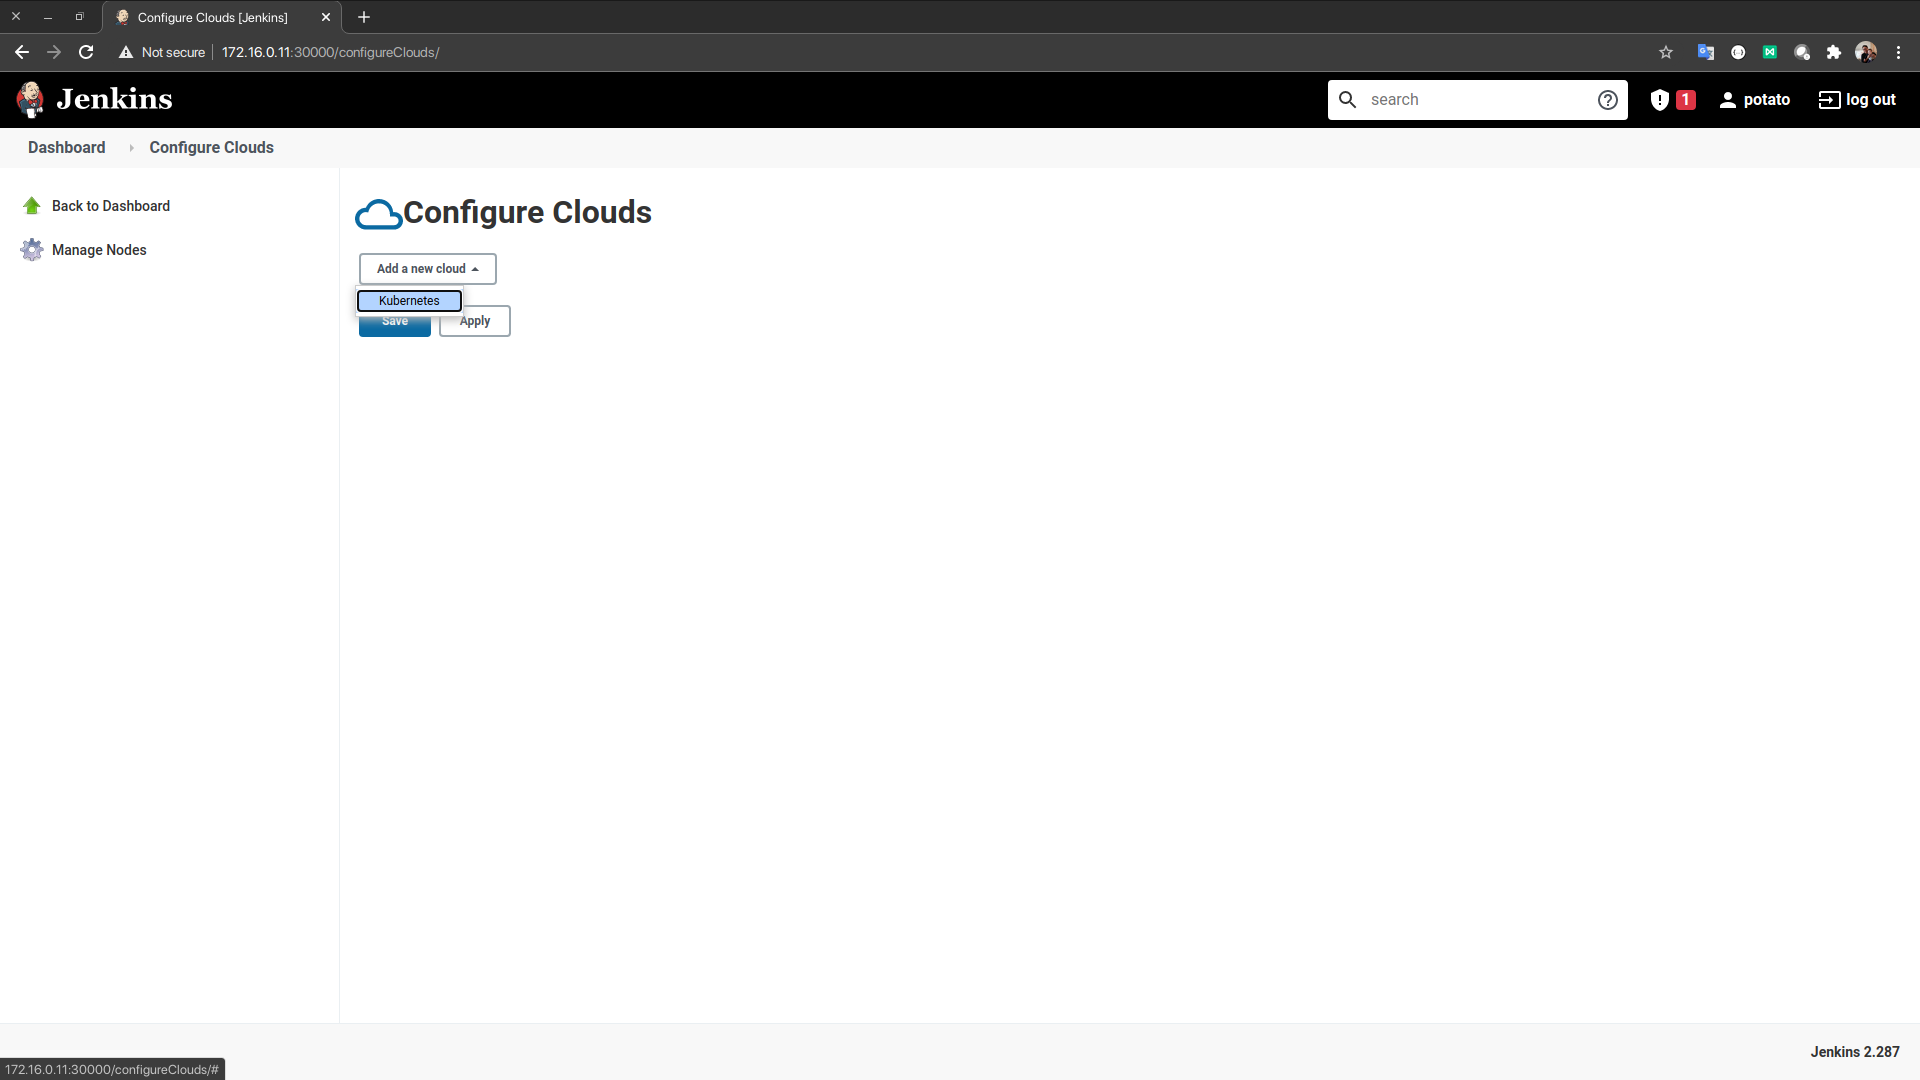 Configure Clouds [Jenkins]
Not secure
172.16.0.11:30000/configureClouds/
Jenkins
search
1
potato
log out
Dashboard
Configure Clouds
Back to Dashboard
Manage Nodes
Configure Clouds
Add a new cloud
Kubernetes
Save
Apply
Jenkins 2.287
172.16.0.11:30000/configureClouds/#